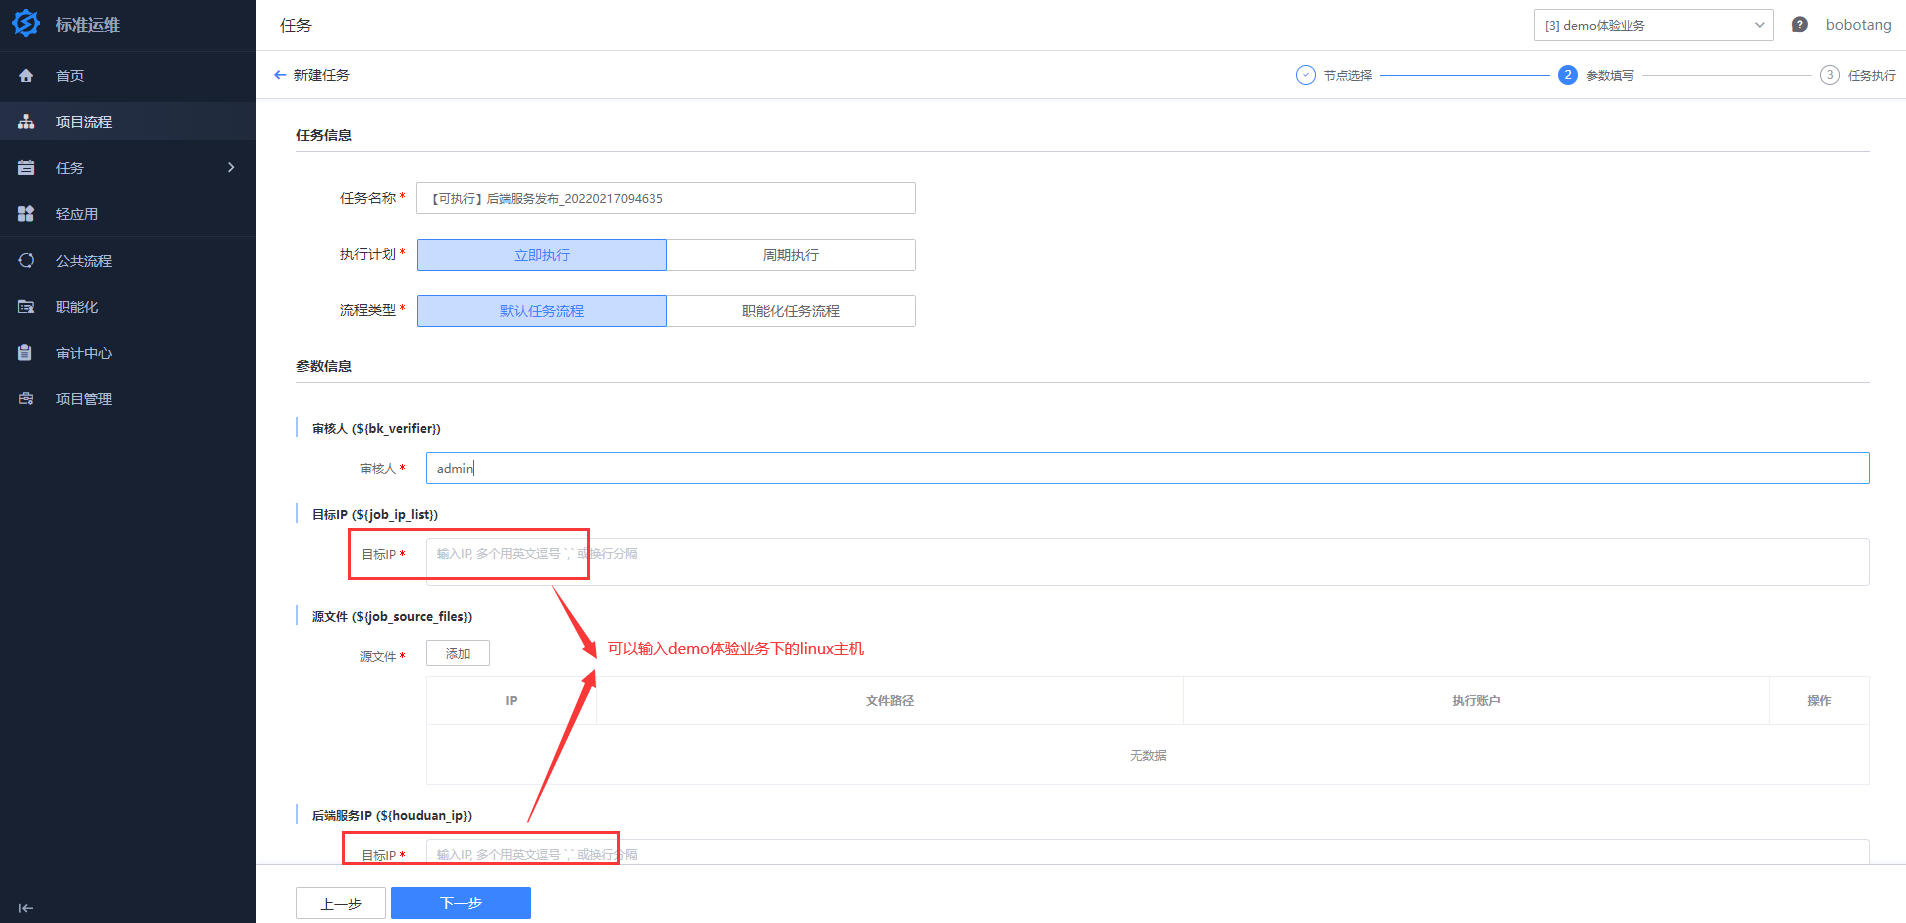 标准运维
任务
[3] demo体验业务
bobotang
首页
新建任务
节点选择
2 参数填写
3 任务执行
项目流程
任务
轻应用
公共流程
职能化
审计中心
项目管理
任务信息
任务名称 *
【可执行】后端服务发布_20220217094635
执行计划 *
立即执行
周期执行
流程类型 *
默认任务流程
职能化任务流程
参数信息
审核人 (${bk_verifier})
审核人 *
admin
目标IP (${job_ip_list})
目标IP *
输入IP, 多个用英文逗号 `,` 或换行分隔
源文件 (${job_source_files})
可以输入demo体验业务下的linux主机
源文件 *
添加
IP
文件路径
执行账户
操作
无数据
后端服务IP (${houduan_ip})
目标IP *
输入IP, 多个用英文逗号 `,` 或换行分隔
上一步
下一步